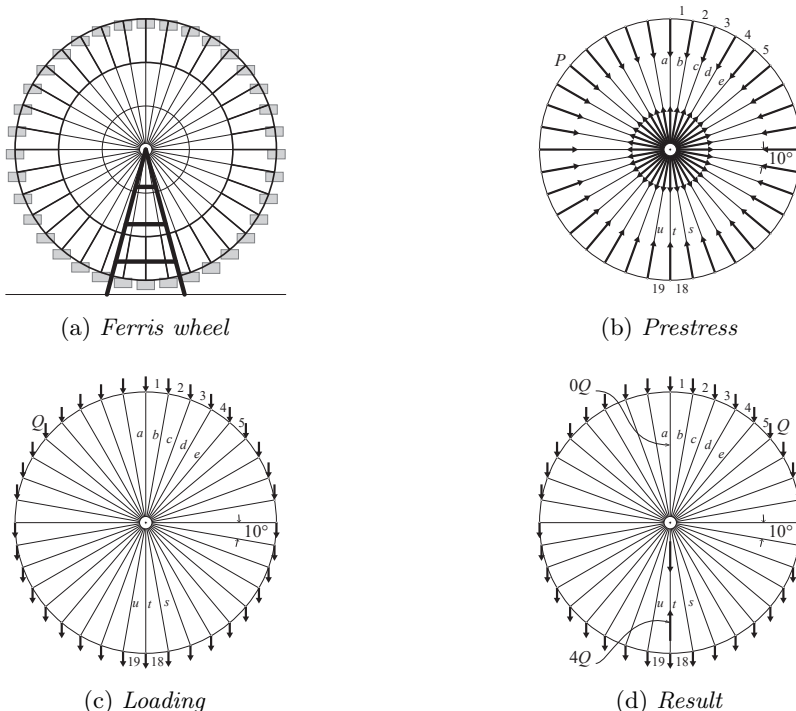 1
2
3
4
5
P
a
b
c
d
e
10°
u
t
s
19
18
(a) Ferris wheel
(b) Prestress
1
2
3
4
5
Q
a
b
c
d
e
10°
u
t
s
19
18
0Q
1
2
3
4
5
Q
a
b
c
d
e
10°
u
t
s
4Q
19
18
(c) Loading
(d) Result